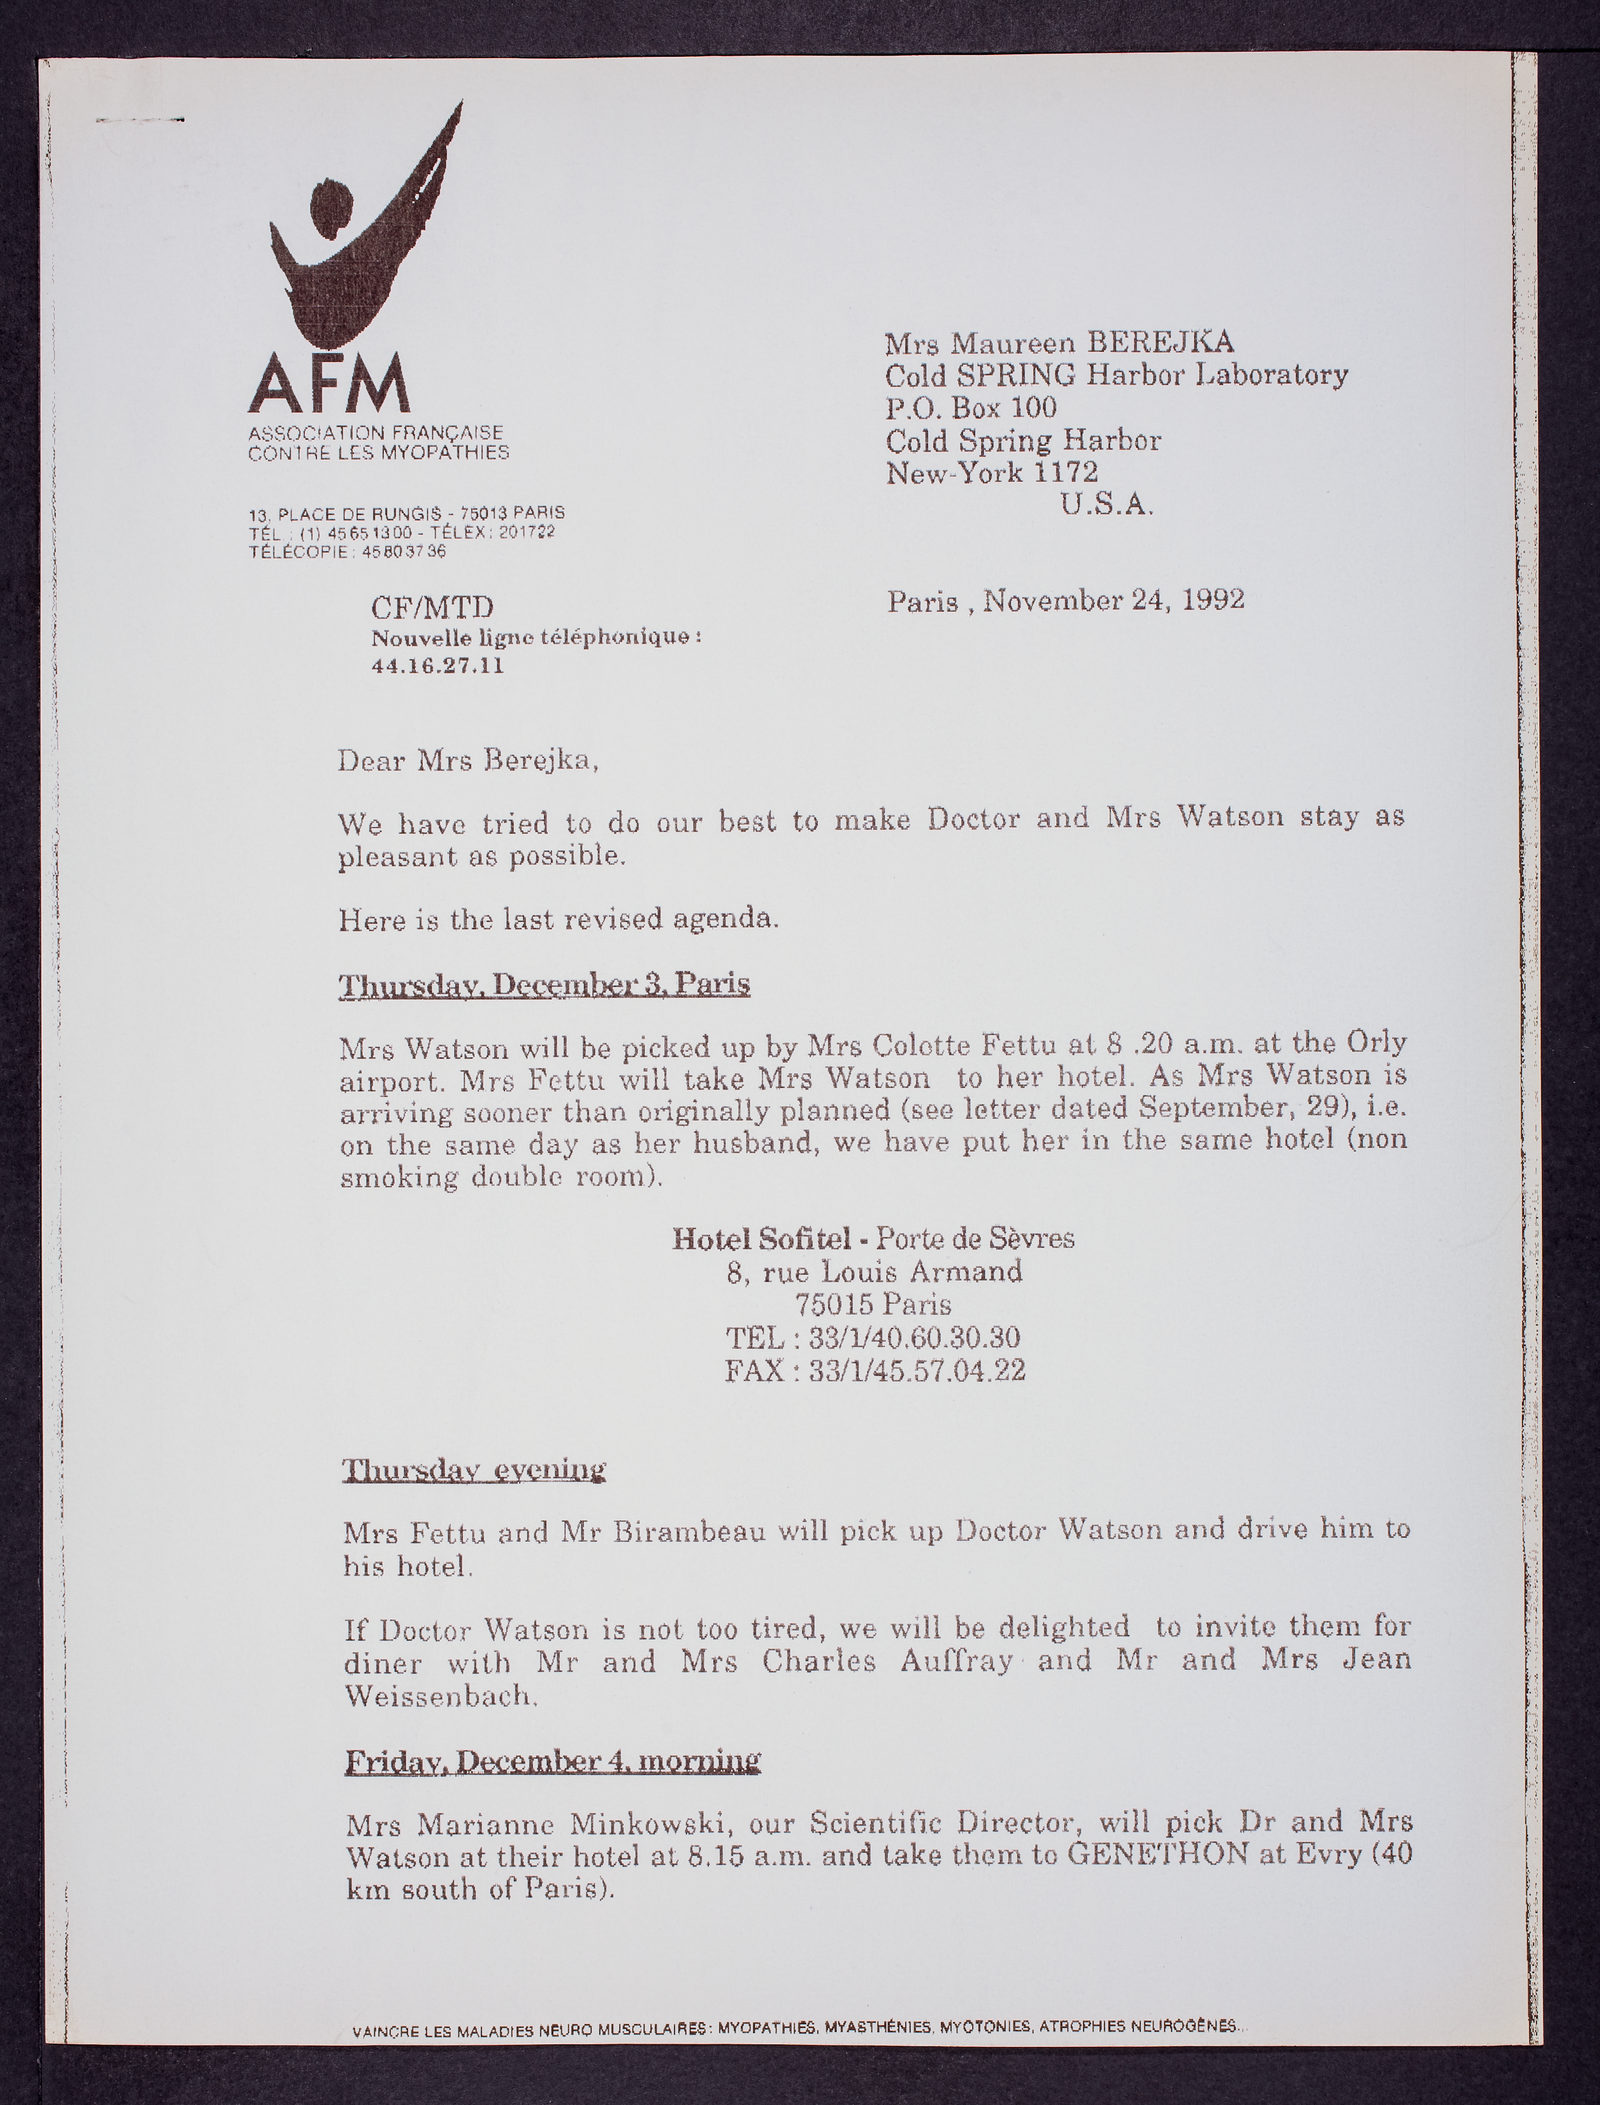 AFM
ASSOCIATION FRANÇAISE
CONTRE LES MYOPATHIES
13, PLACE DE RUNGIS - 75013 PARIS
TÉL : (1) 45651300 - TÉLEX : 201722
TÉLÉCOPIE : 45803736
Mrs Maureen BEREJKA
Cold SPRING Harbor Laboratory
P.O. Box 100
Cold Spring Harbor
New-York 1172
U.S.A.
CF/MTD
Nouvelle ligne téléphonique :
44.16.27.11
Paris , November 24, 1992
Dear Mrs Berejka,
We have tried to do our best to make Doctor and Mrs Watson stay as
pleasant as possible.
Here is the last revised agenda.
Thursday, December 3, Paris
Mrs Watson will be picked up by Mrs Colette Fettu at 8 .20 a.m. at the Orly
airport. Mrs Fettu will take Mrs Watson to her hotel. As Mrs Watson is
arriving sooner than originally planned (see letter dated September, 29), i.e.
on the same day as her husband, we have put her in the same hotel (non
smoking double room).
Hotel Sofitel - Porte de Sèvres
8, rue Louis Armand
75015 Paris
TEL : 33/1/40.60.30.30
FAX : 33/1/45.57.04.22
Thursday evening
Mrs Fettu and Mr Birambeau will pick up Doctor Watson and drive him to
his hotel.
If Doctor Watson is not too tired, we will be delighted to invite them for
diner with Mr and Mrs Charles Auffray and Mr and Mrs Jean
Weissenbach.
Friday, December 4, morning
Mrs Marianne Minkowski, our Scientific Director, will pick Dr and Mrs
Watson at their hotel at 8.15 a.m. and take them to GENETHON at Evry (40
km south of Paris).
VAINCRE LES MALADIES NEURO MUSCULAIRES : MYOPATHIES, MYASTHÉNIES, MYOTONIES, ATROPHIES NEUROGÈNES...